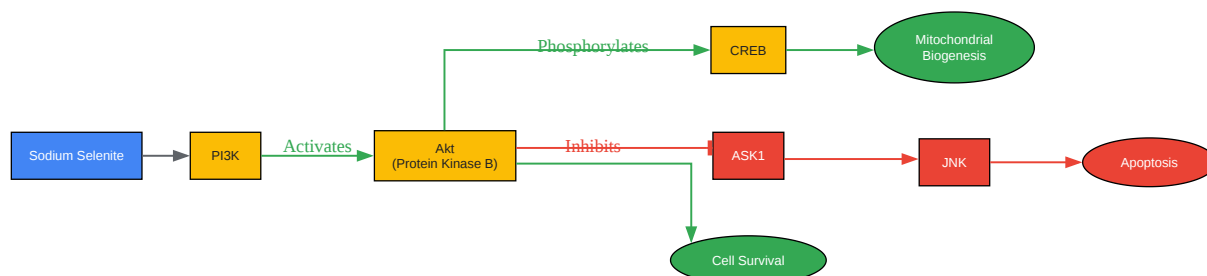 Phosphorylates
CREB
Mitochondrial
Biogenesis
Sodium Selenite
PI3K
Activates
Akt
(Protein Kinase B)
Inhibits
ASK1
JNK
Apoptosis
Cell Survival